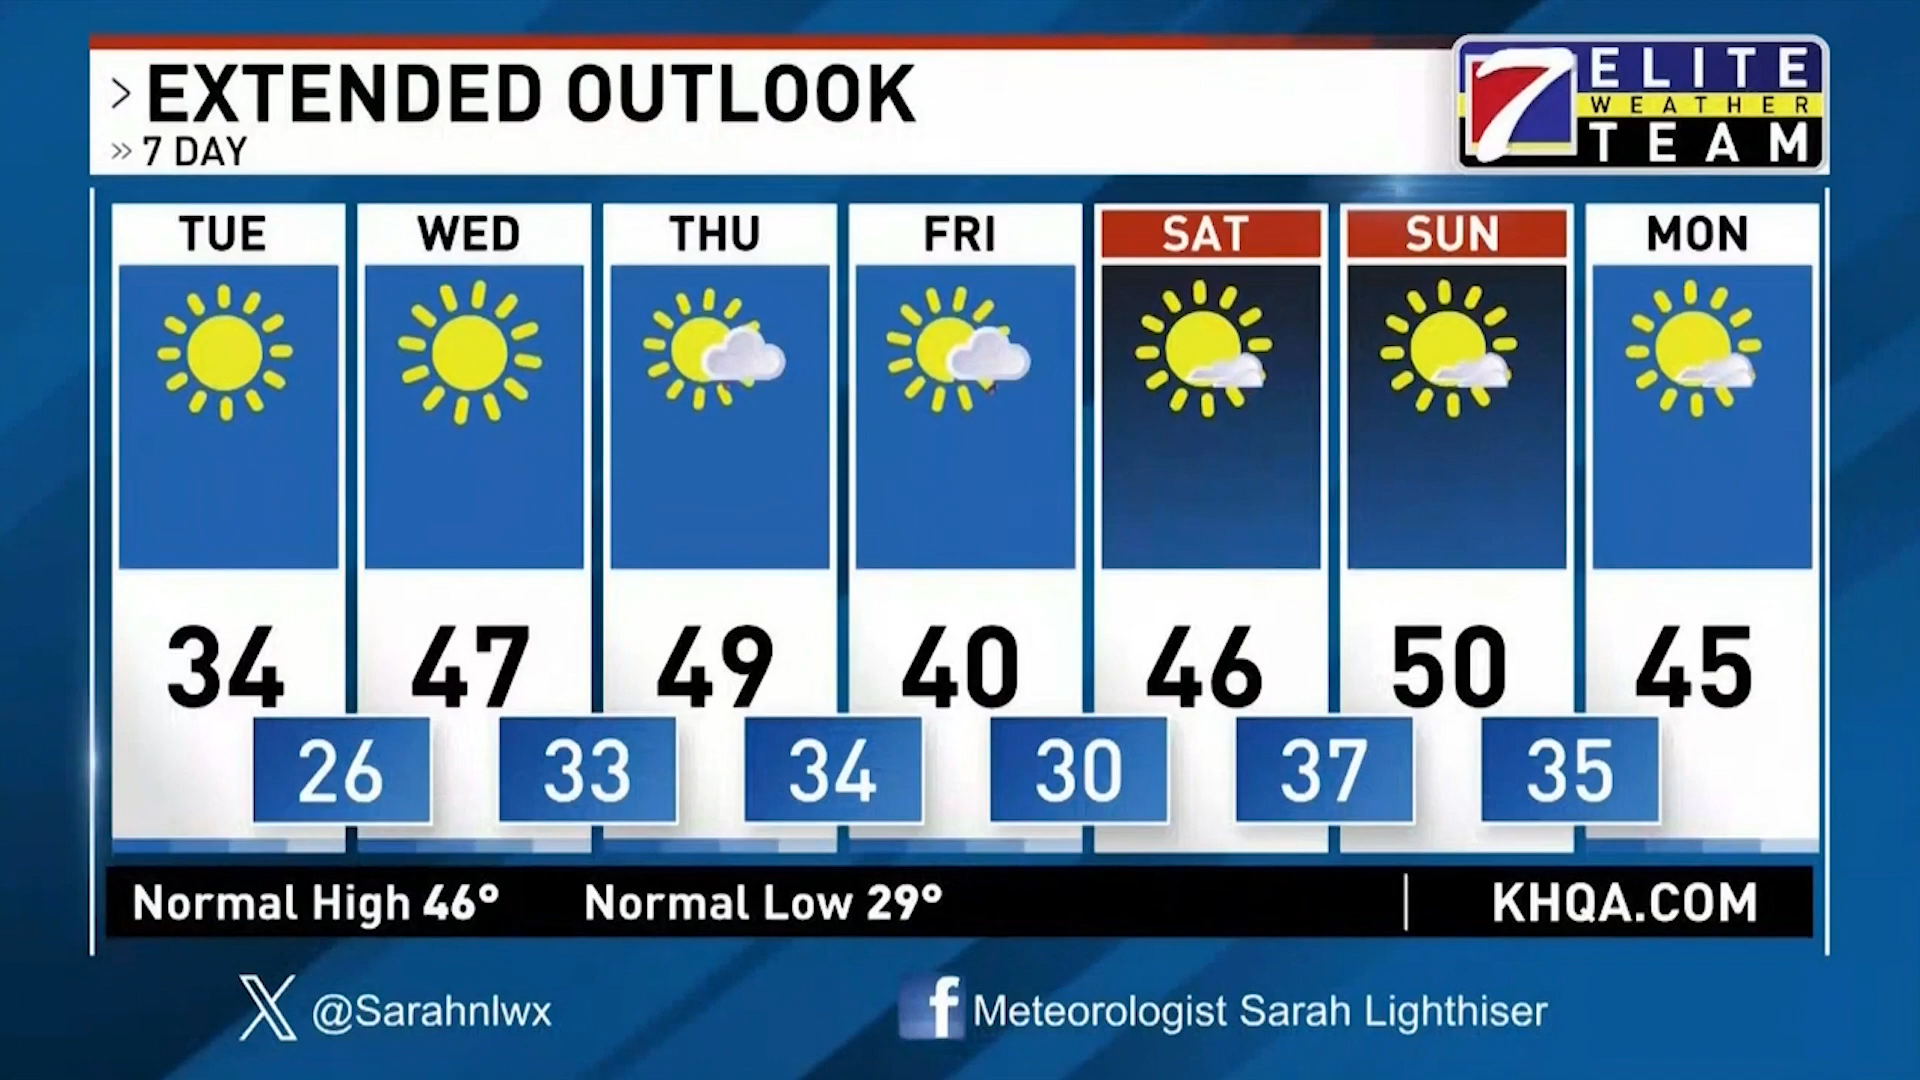 > EXTENDED OUTLOOK
» 7 DAY
7 ELITE
WEATHER
TEAM
TUE WED THU FRI SAT SUN MON
34 47 49 40 46 50 45
26 33 34 30 37 35
Normal High 46° Normal Low 29° | KHQA.COM
X @Sarahnlwx f Meteorologist Sarah Lighthiser